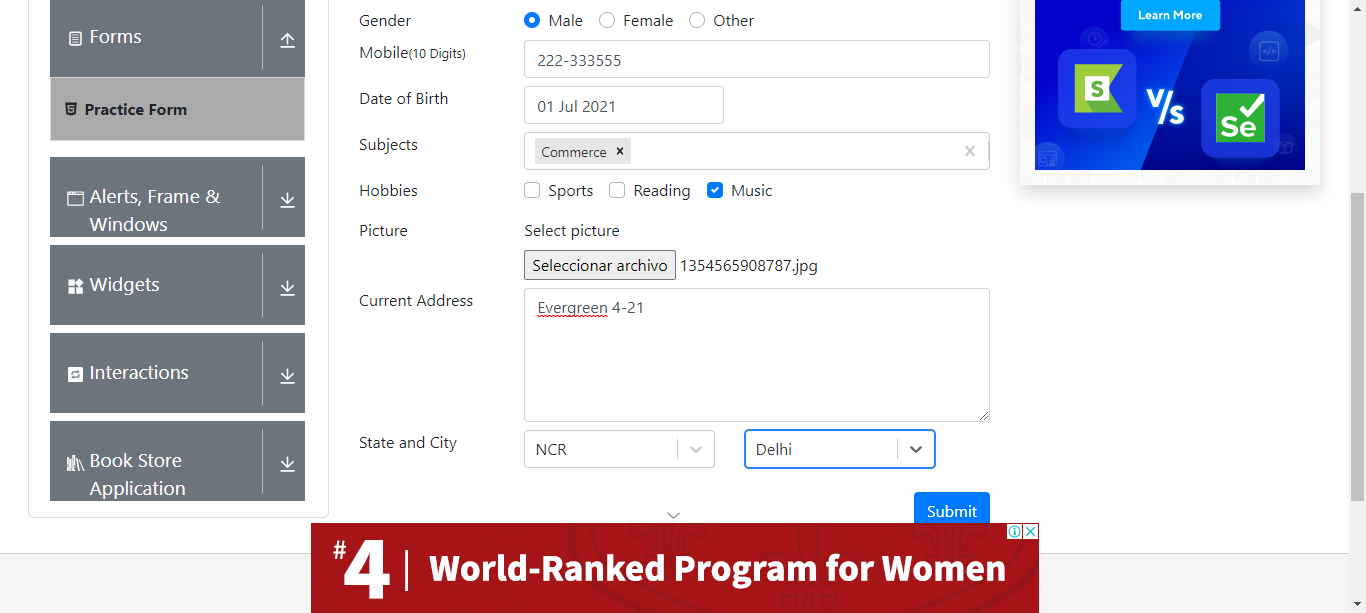 Forms
Practice Form
Alerts, Frame &
Windows
Widgets
Interactions
Book Store
Application
Gender
Male Female Other
Mobile(10 Digits)
222-333555
Date of Birth
01 Jul 2021
Subjects
Commerce ×
×
Hobbies
Sports Reading Music
Picture
Select picture
Seleccionar archivo 1354565908787.jpg
Current Address
Evergreen 4-21
State and City
NCR
Delhi
Submit
Learn More
S
V/s
Se
#4 | World-Ranked Program for Women